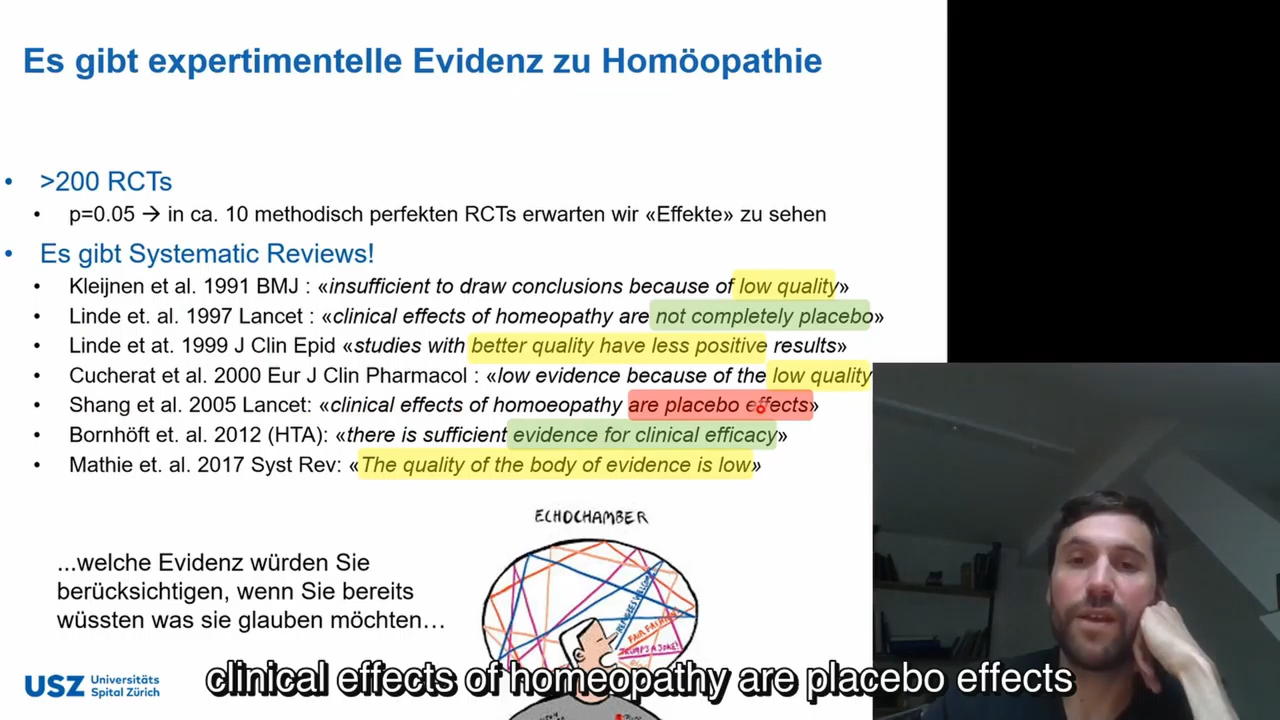 Es gibt expertimentelle Evidenz zu Homöopathie
• >200 RCTs
• p=0.05 → in ca. 10 methodisch perfekten RCTs erwarten wir «Effekte» zu sehen
• Es gibt Systematic Reviews!
• Kleijnen et al. 1991 BMJ : «insufficient to draw conclusions because of low quality»
• Linde et. al. 1997 Lancet : «clinical effects of homeopathy are not completely placebo»
• Linde et at. 1999 J Clin Epid «studies with better quality have less positive results»
• Cucherat et al. 2000 Eur J Clin Pharmacol : «low evidence because of the low quality
• Shang et al. 2005 Lancet: «clinical effects of homoeopathy are placebo effects»
• Bornhöft et. al. 2012 (HTA): «there is sufficient evidence for clinical efficacy»
• Mathie et. al. 2017 Syst Rev: «The quality of the body of evidence is low»
ECHOCHAMBER
REFUGEES WELCOME
TRUMP'S A JOKE!
...welche Evidenz würden Sie
berücksichtigen, wenn Sie bereits
wüssten was sie glauben möchten…
USZ Universitäts
Spital Zürich
clinical effects of homeopathy are placebo effects